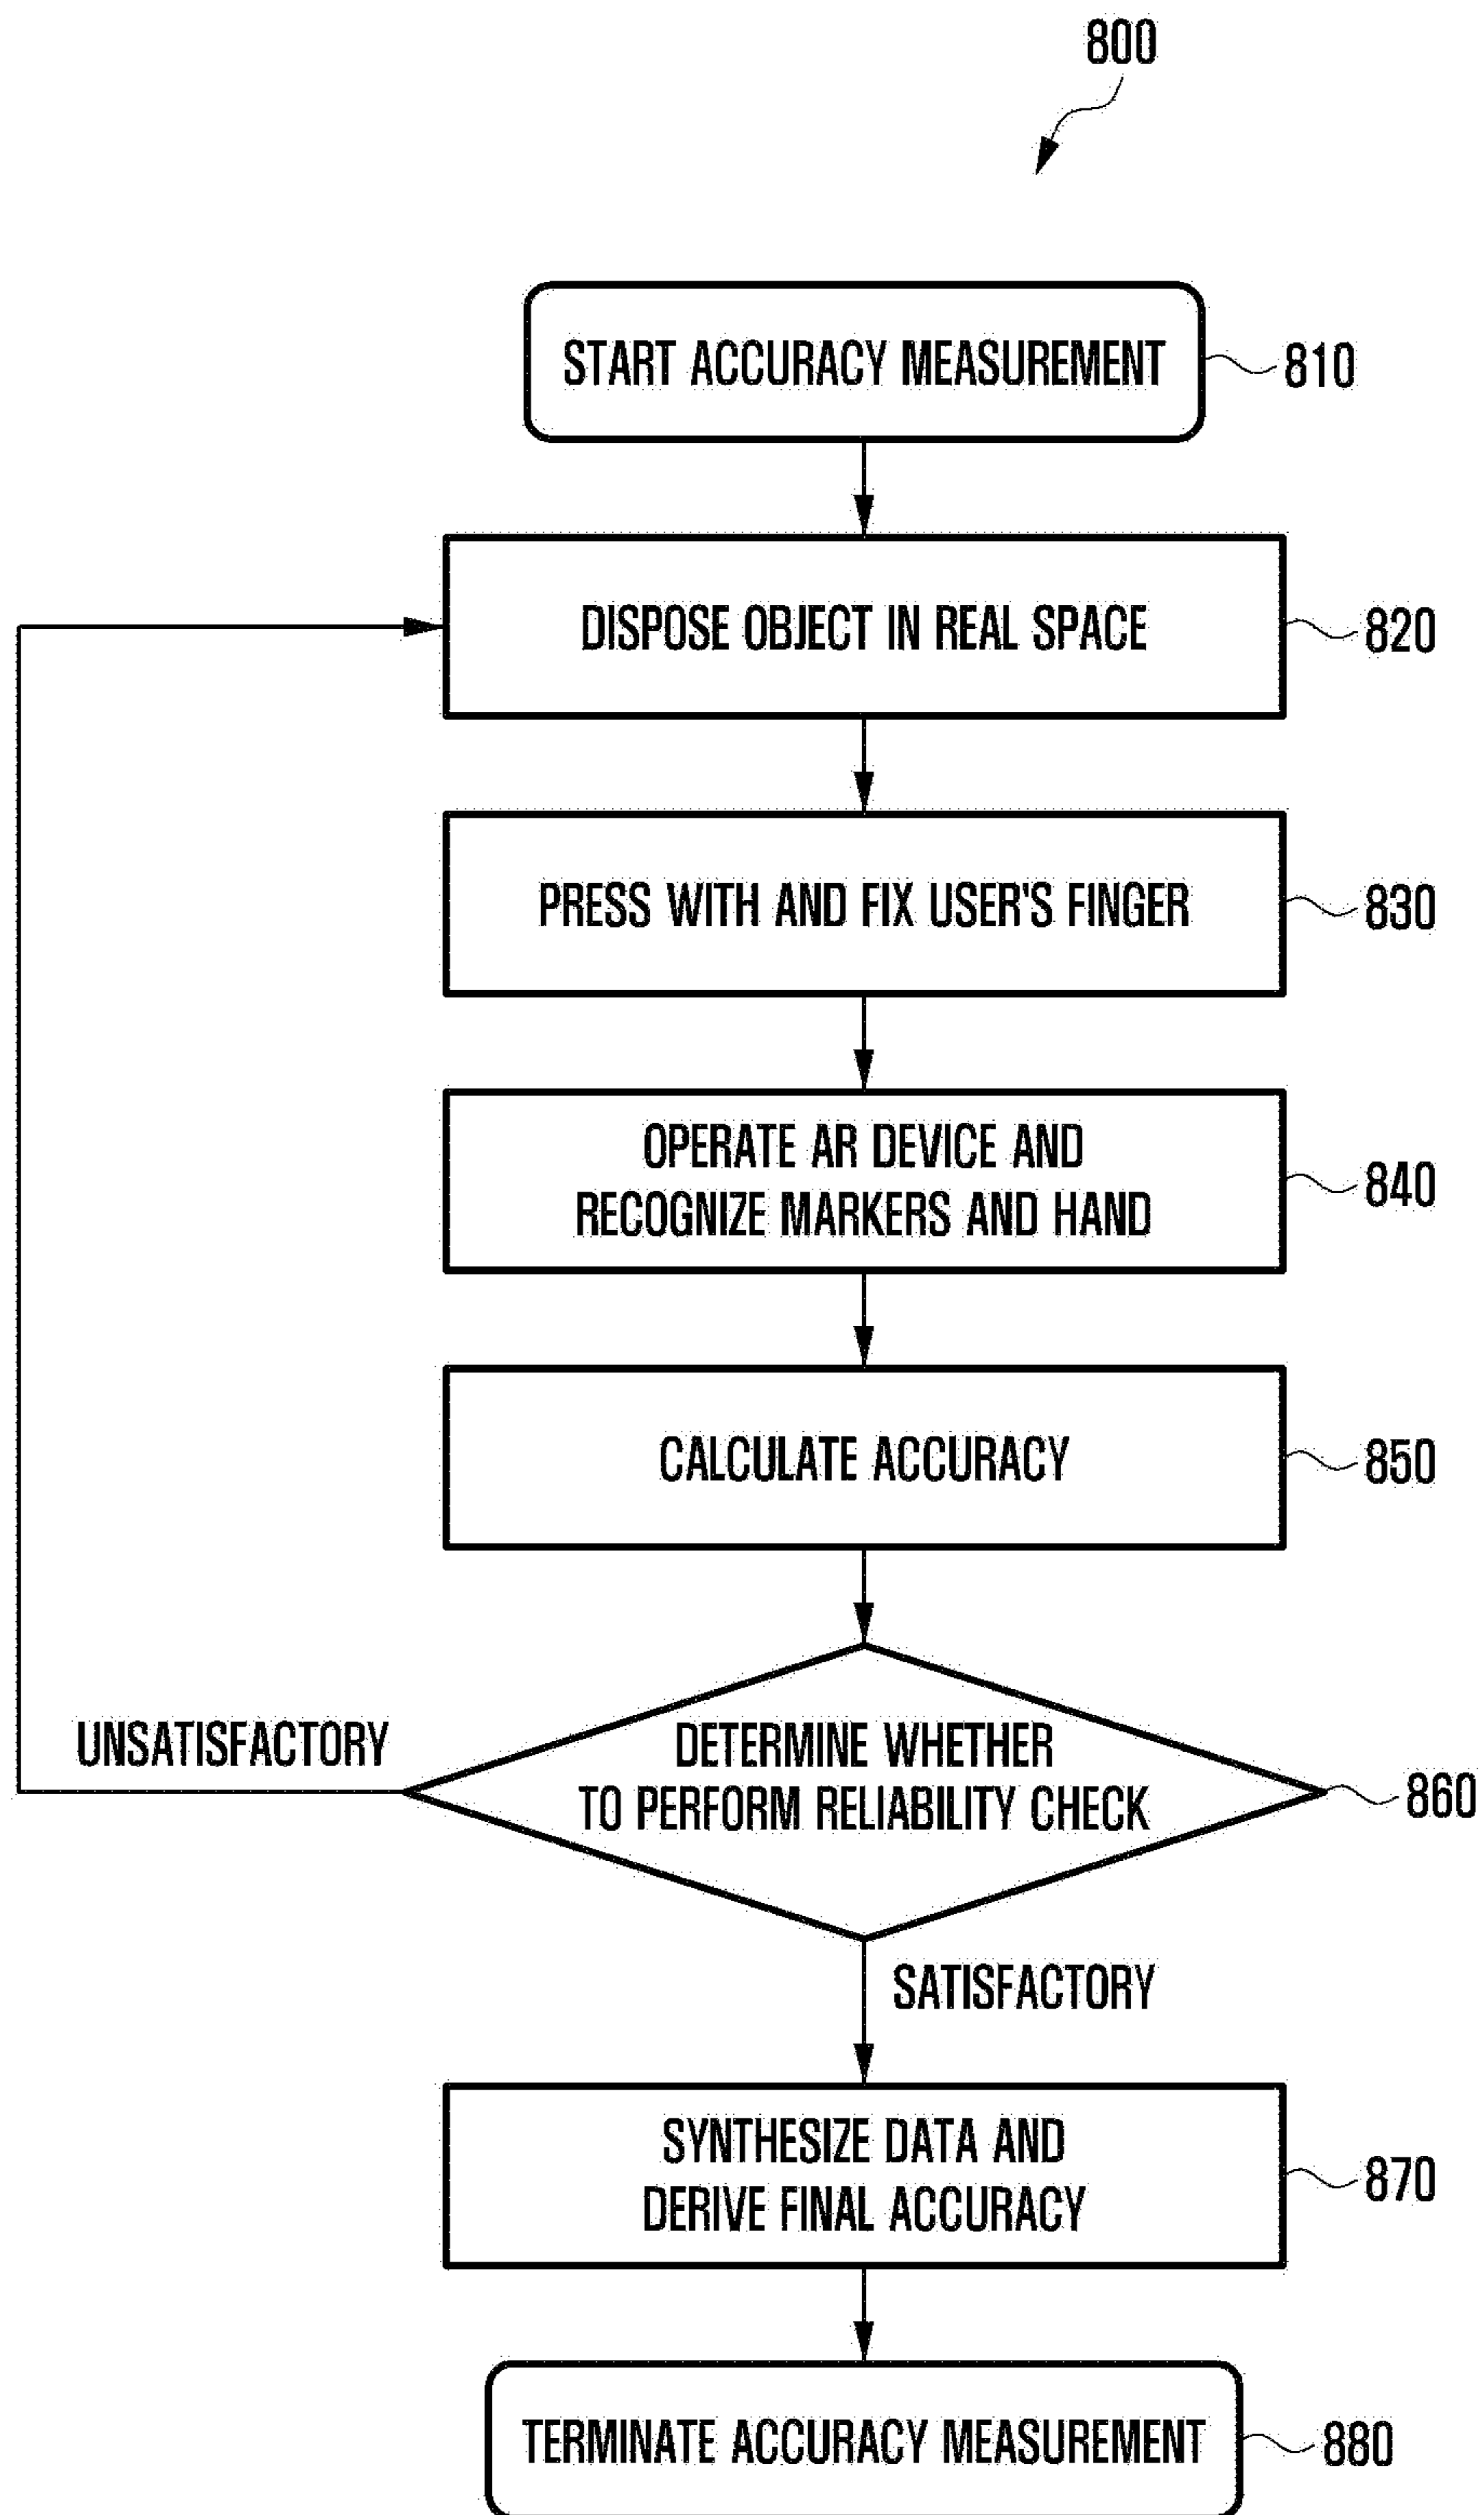 800
START ACCURACY MEASUREMENT
810
DISPOSE OBJECT IN REAL SPACE
820
PRESS WITH AND FIX USER'S FINGER
830
OPERATE AR DEVICE AND
RECOGNIZE MARKERS AND HAND
840
CALCULATE ACCURACY
850
UNSATISFACTORY
DETERMINE WHETHER
TO PERFORM RELIABILITY CHECK
860
SATISFACTORY
SYNTHESIZE DATA AND
DERIVE FINAL ACCURACY
870
TERMINATE ACCURACY MEASUREMENT
880